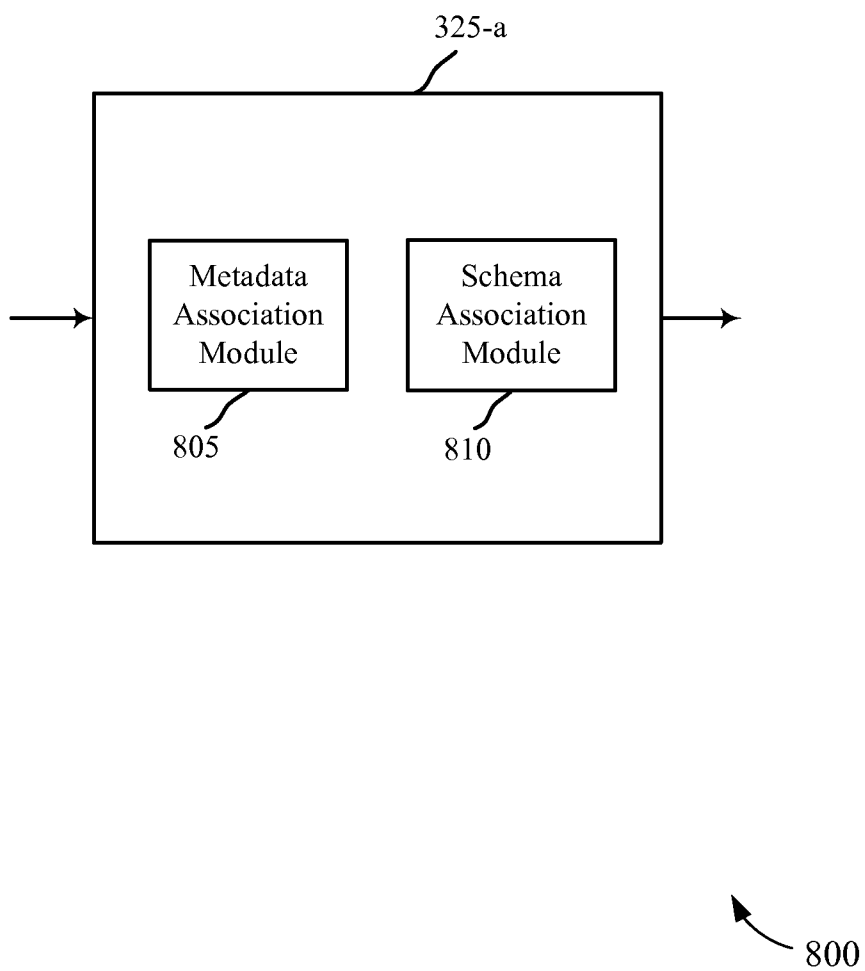 325-a
Metadata
Association
Module
805
Schema
Association
Module
810
800